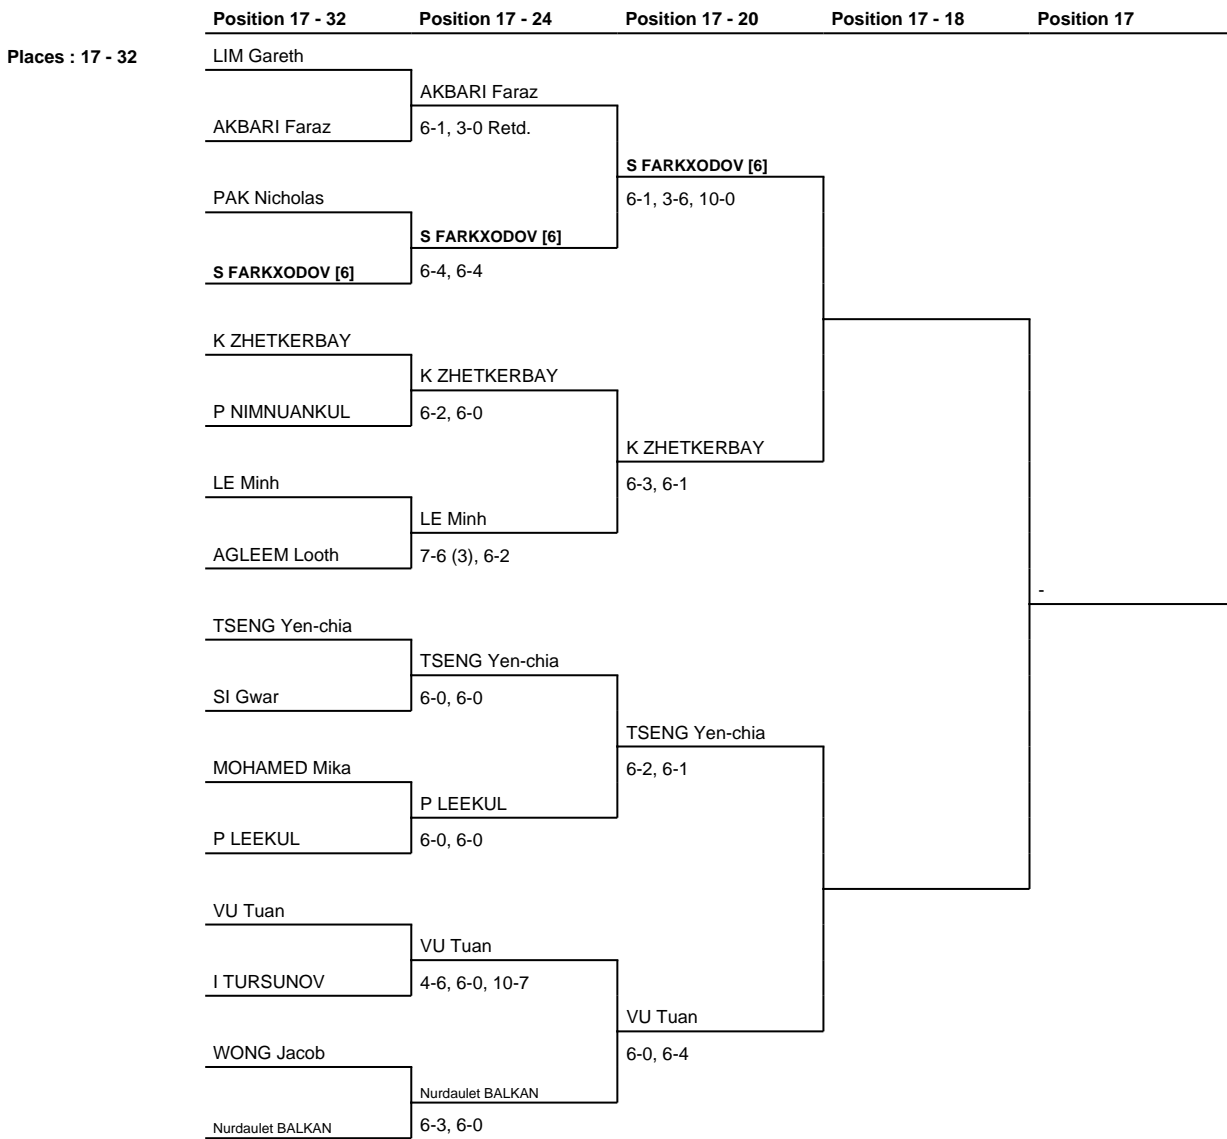 Position 17 - 32 Position 17 - 24 Position 17 - 20 Position 17 - 18 Position 17
Places : 17 - 32
LIM Gareth
AKBARI Faraz
AKBARI Faraz
6-1, 3-0 Retd.
S FARKXODOV [6]
PAK Nicholas
6-1, 3-6, 10-0
S FARKXODOV [6]
S FARKXODOV [6]
6-4, 6-4
K ZHETKERBAY
K ZHETKERBAY
P NIMNUANKUL
6-2, 6-0
K ZHETKERBAY
LE Minh
6-3, 6-1
LE Minh
AGLEEM Looth
7-6 (3), 6-2
-
TSENG Yen-chia
TSENG Yen-chia
SI Gwar
6-0, 6-0
TSENG Yen-chia
MOHAMED Mika
6-2, 6-1
P LEEKUL
P LEEKUL
6-0, 6-0
VU Tuan
VU Tuan
I TURSUNOV
4-6, 6-0, 10-7
VU Tuan
WONG Jacob
6-0, 6-4
Nurdaulet BALKAN
Nurdaulet BALKAN
6-3, 6-0